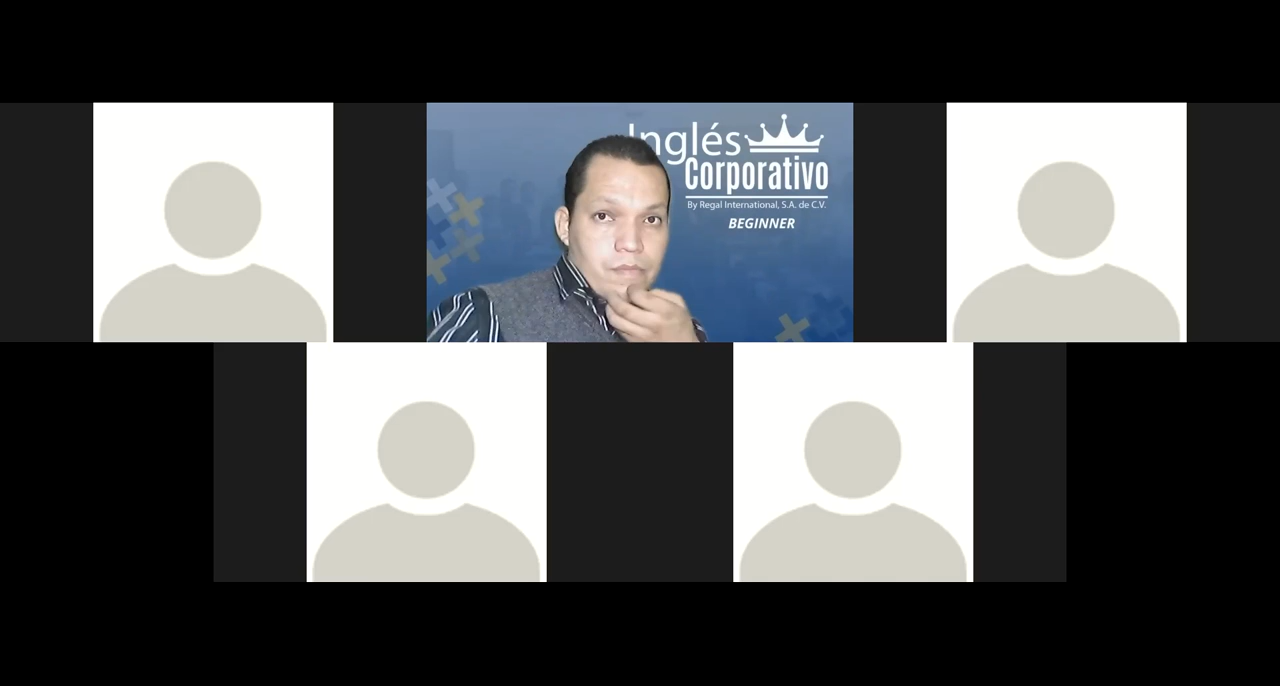 Inglés
Corporativo
By Regal International, S.A. de C.V.
BEGINNER